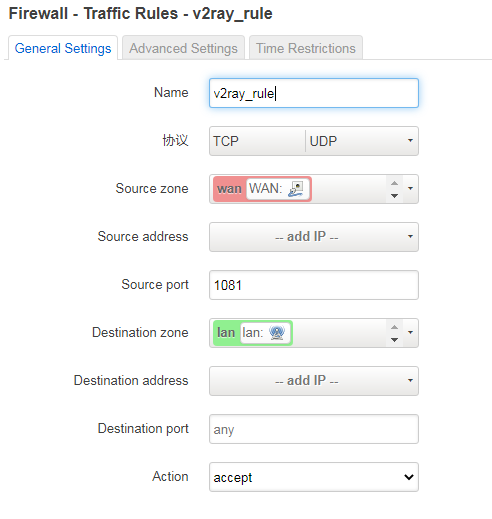 Firewall - Traffic Rules - v2ray_rule
General Settings Advanced Settings Time Restrictions
Name v2ray_rule
协议 TCP UDP
Source zone wan WAN:
Source address -- add IP --
Source port 1081
Destination zone lan lan:
Destination address -- add IP --
Destination port any
Action accept